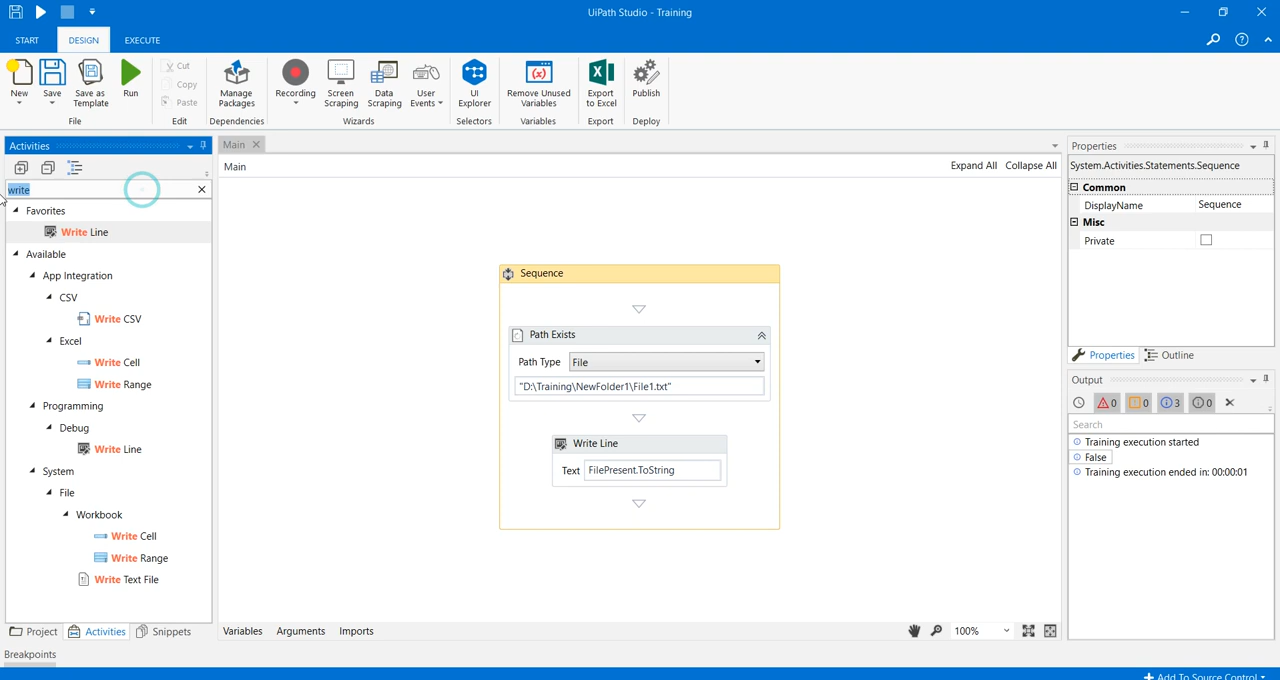 UiPath Studio - Training
START
DESIGN
EXECUTE
New
Save
Save as Template
Run
Cut
Copy
Paste
Manage Packages
Recording
Screen Scraping
Data Scraping
User Events
UI Explorer
Remove Unused Variables
Export to Excel
Publish
File
Edit
Dependencies
Wizards
Selectors
Variables
Export
Deploy
Activities
write
Favorites
Write Line
Available
App Integration
CSV
Write CSV
Excel
Write Cell
Write Range
Programming
Debug
Write Line
System
File
Workbook
Write Cell
Write Range
Write Text File
Project
Activities
Snippets
Breakpoints
Main
Main
Expand All
Collapse All
Sequence
Path Exists
Path Type
File
"D:\Training\NewFolder1\File1.txt"
Write Line
Text
FilePresent.ToString
Variables
Arguments
Imports
100%
Properties
System.Activities.Statements.Sequence
Common
DisplayName
Sequence
Misc
Private
Properties
Outline
Output
0
0
3
0
Search
Training execution started
False
Training execution ended in: 00:00:01
Add To Source Control